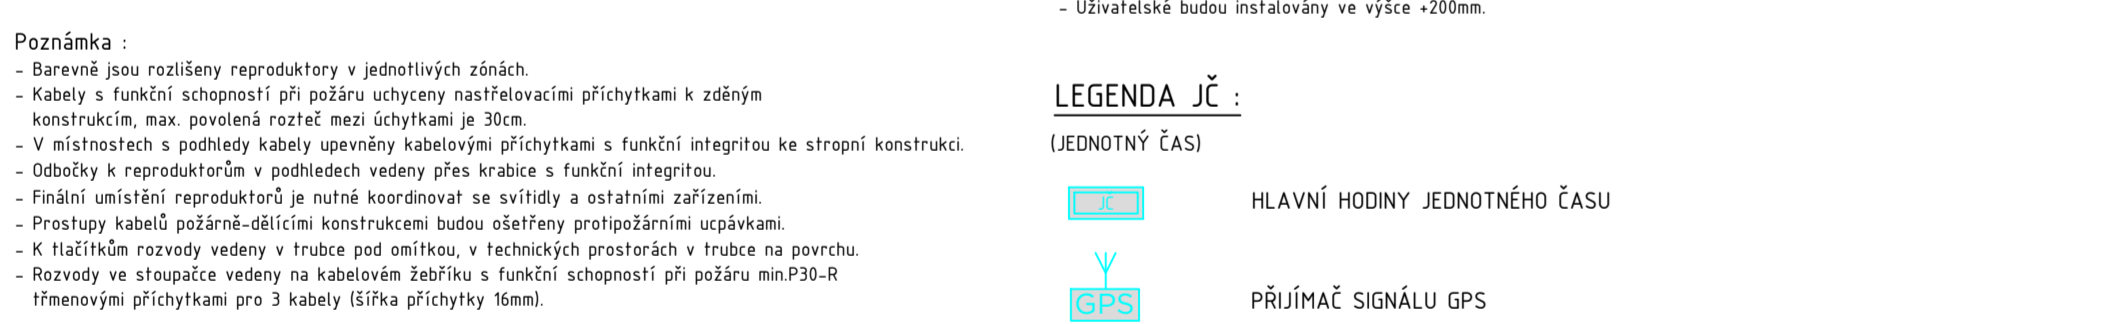 Poznámka :
- Barevně jsou rozlišeny reproduktory v jednotlivých zónách.
- Kabely s funkční schopností při požáru uchyceny nastřelovacími příchytkami k zděným
konstrukcím, max. povolená rozteč mezi úchytkami je 30cm.
- V místnostech s podhledy kabely upevněny kabelovými příchytkami s funkční integritou ke stropní konstrukci.
- Odbočky k reproduktorům v podhledech vedeny přes krabice s funkční integritou.
- Finální umístění reproduktorů je nutné koordinovat se svítidly a ostatními zařízeními.
- Prostupy kabelů požárně-dělícími konstrukcemi budou ošetřeny protipožárními ucpávkami.
- K tlačítkům rozvody vedeny v trubce pod omítkou, v technických prostorách v trubce na povrchu.
- Rozvody ve stoupačce vedeny na kabelovém žebříku s funkční schopností při požáru min.P30-R
třmenovými příchytkami pro 3 kabely (šířka příchytky 16mm).
- Uživatelské budou instalovány ve výšce +200mm.
LEGENDA JČ :
(JEDNOTNÝ ČAS)
JČ
HLAVNÍ HODINY JEDNOTNÉHO ČASU
GPS
PŘIJÍMAČ SIGNÁLU GPS